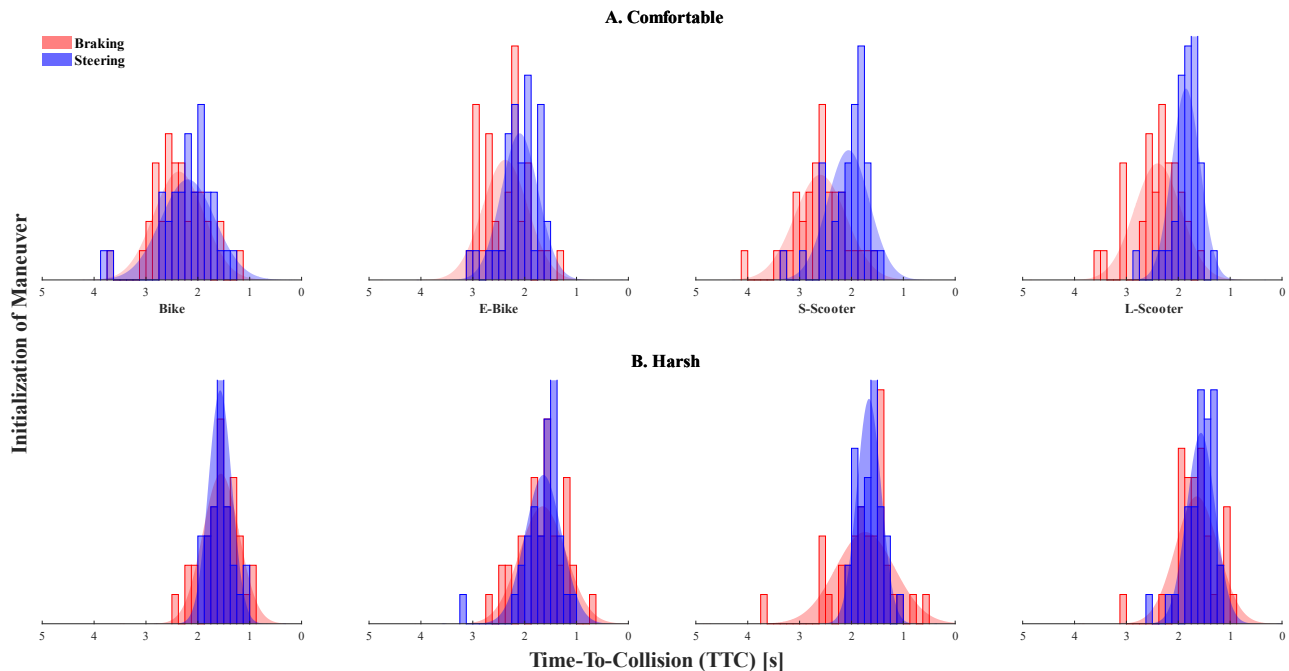 A. Comfortable
Braking
Steering
Initialization of Maneuver
5 4 3 2 1 0
5 4 3 2 1 0
5 4 3 2 1 0
5 4 3 2 1 0
Bike
E-Bike
S-Scooter
L-Scooter
B. Harsh
5 4 3 2 1 0
5 4 3 2 1 0
5 4 3 2 1 0
5 4 3 2 1 0
Time-To-Collision (TTC) [s]